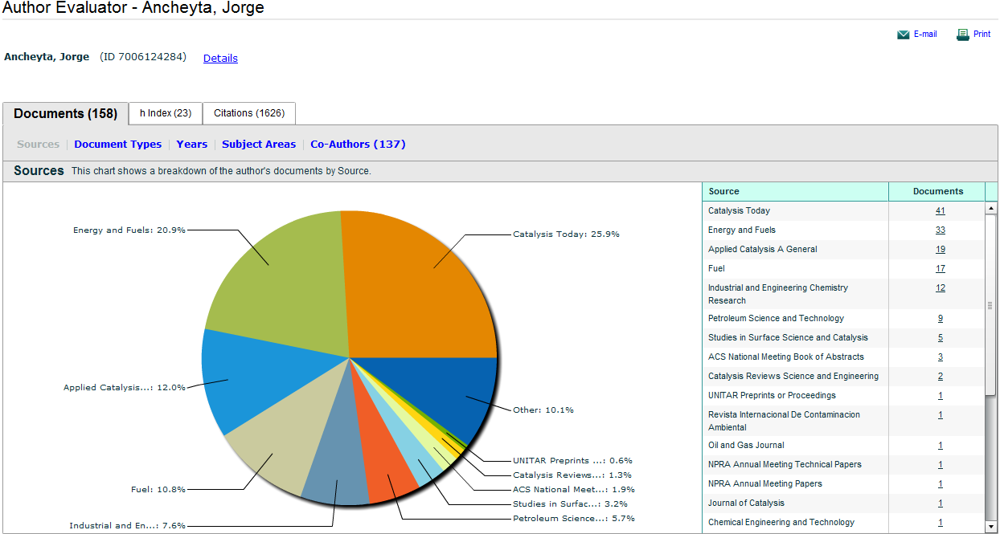 Author Evaluator - Ancheyta, Jorge
E-mail Print
Ancheyta, Jorge (ID 7006124284) Details
Documents (158) h Index (23) Citations (1626)
Sources Document Types Years Subject Areas Co-Authors (137)
Sources This chart shows a breakdown of the author's documents by Source.
Energy and Fuels: 20.9%
Catalysis Today: 25.9%
Applied Catalysis...: 12.0%
Other: 10.1%
UNITAR Preprints ...: 0.6%
Catalysis Reviews...: 1.3%
ACS National Meet...: 1.9%
Studies in Surfac...: 3.2%
Petroleum Science...: 5.7%
Fuel: 10.8%
Industrial and En...: 7.6%
Source Documents
Catalysis Today 41
Energy and Fuels 33
Applied Catalysis A General 19
Fuel 17
Industrial and Engineering Chemistry 12
Research
Petroleum Science and Technology 9
Studies in Surface Science and Catalysis 5
ACS National Meeting Book of Abstracts 3
Catalysis Reviews Science and Engineering 2
UNITAR Preprints or Proceedings 1
Revista Internacional De Contaminacion 1
Ambiental
Oil and Gas Journal 1
NPRA Annual Meeting Technical Papers 1
NPRA Annual Meeting Papers 1
Journal of Catalysis 1
Chemical Engineering and Technology 1